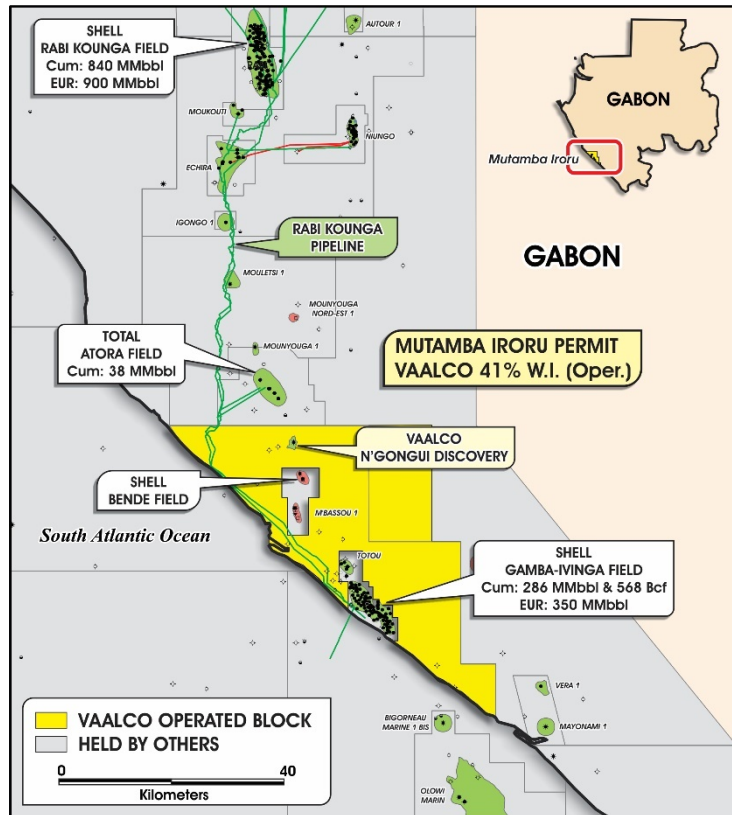 SHELL
RABI KOUNGA FIELD
Cum: 840 MMbbl
EUR: 900 MMbbl
AUTOUR 1
GABON
Mutamba Iroru
MOUKOUTI
NIUNGO
ECHIRA
IGONGO 1
RABI KOUNGA
PIPELINE
GABON
MOULETSI 1
MOUNYOUGA
NORD-EST 1
TOTAL
ATORA FIELD
Cum: 38 MMbbl
MOUNYOUGA 1
MUTAMBA IRORU PERMIT
VAALCO 41% W.I. (Oper.)
VAALCO
N'GONGUI DISCOVERY
SHELL
BENDE FIELD
M'BASSOU 1
South Atlantic Ocean
TOTOU
SHELL
GAMBA-IVINGA FIELD
Cum: 286 MMbbl & 568 Bcf
EUR: 350 MMbbl
VERA 1
BIGORNEAU
MARINE 1 BIS
MAYONAMI 1
VAALCO OPERATED BLOCK
HELD BY OTHERS
0 40
Kilometers
OLOWI
MARIN